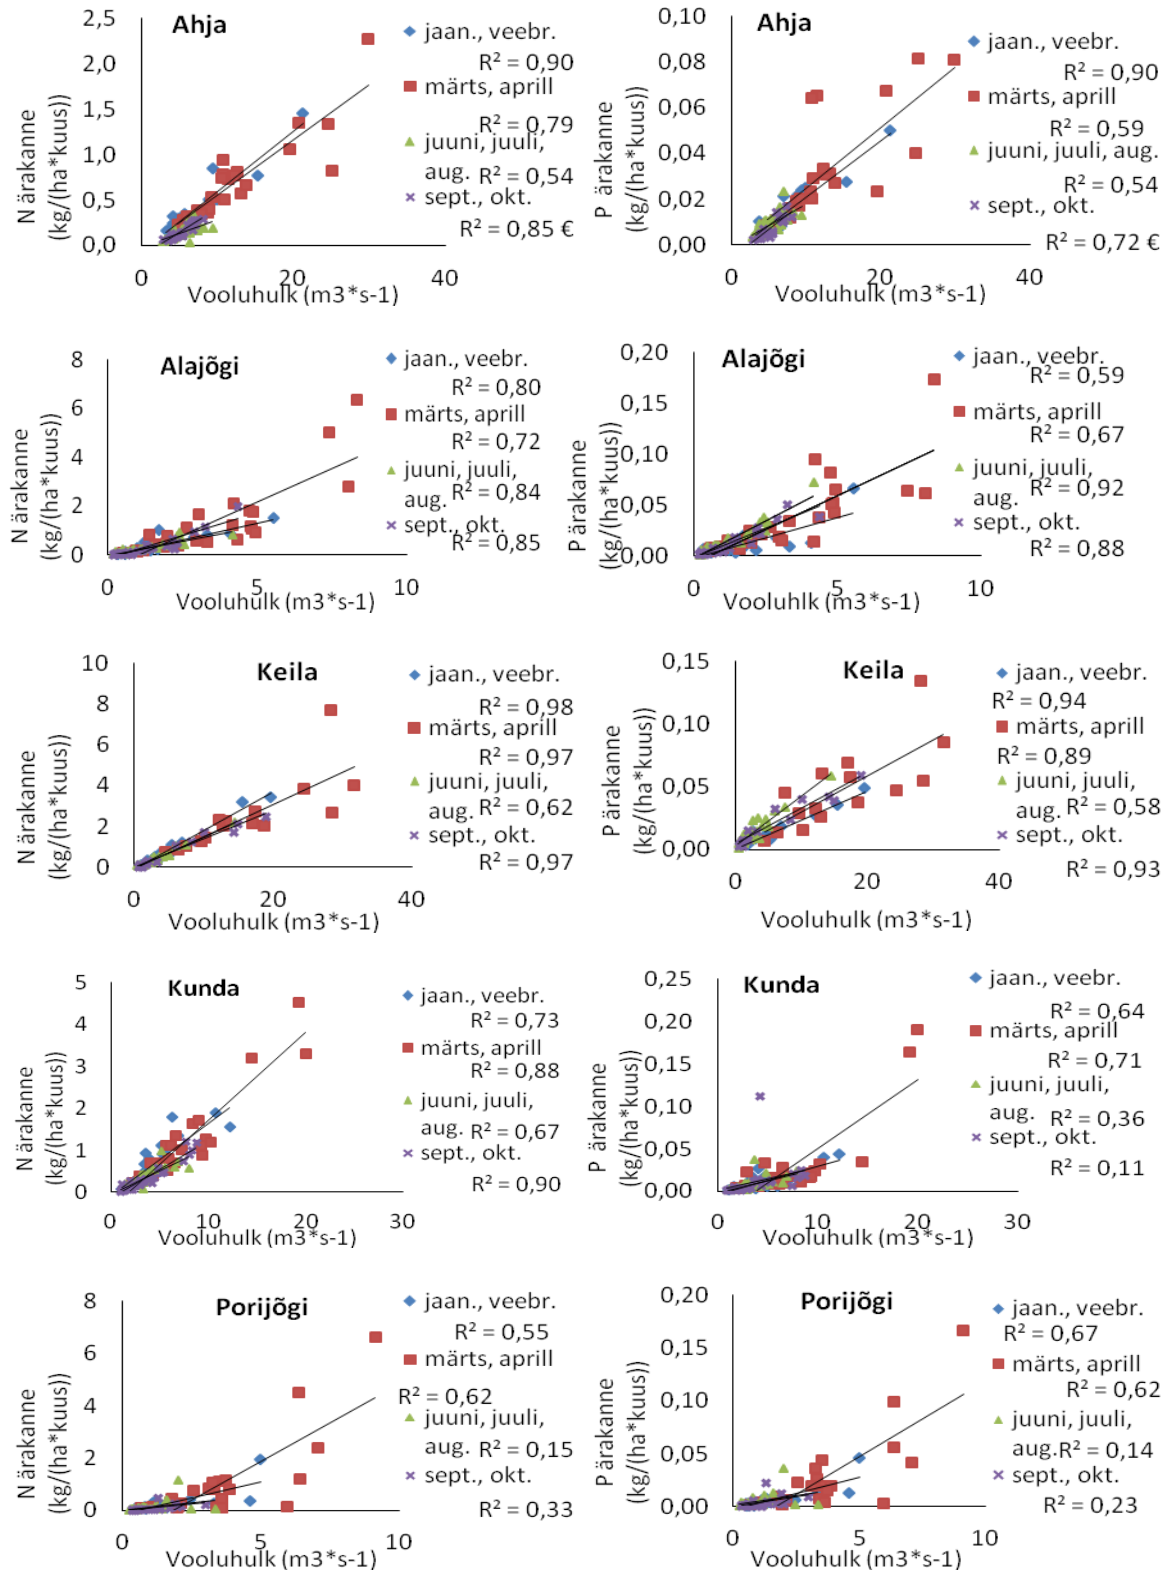 Ahja
N ärakanne
(kg/(ha*kuus))
2,5
2,0
1,5
1,0
0,5
0,0
0
20
40
Vooluhulk (m3*s-1)
jaan., veebr.
R² = 0,90
märts, aprill
R² = 0,79
juuni, juuli,
aug. R² = 0,54
sept., okt.
R² = 0,85 €
Ahja
P ärakanne
(kg/(ha*kuus))
0,10
0,08
0,06
0,04
0,02
0,00
0
20
40
Vooluhulk (m3*s-1)
jaan., veebr.
R² = 0,90
märts, aprill
R² = 0,59
juuni, juuli, aug.
R² = 0,54
sept., okt.
R² = 0,72 €
Alajõgi
N ärakanne
(kg/(ha*kuus))
8
6
4
2
0
0
5
10
Vooluhulk (m3*s-1)
jaan., veebr.
R² = 0,80
märts, aprill
R² = 0,72
juuni, juuli,
aug. R² = 0,84
sept., okt.
R² = 0,85
Alajõgi
P ärakanne
(kg/(ha*kuus))
0,20
0,15
0,10
0,05
0,00
0
5
10
Vooluhlk (m3*s-1)
jaan., veebr.
R² = 0,59
märts, aprill
R² = 0,67
juuni, juuli,
aug. R² = 0,92
sept., okt.
R² = 0,88
Keila
N ärakanne
(kg/(ha*kuus))
10
8
6
4
2
0
0
20
40
Vooluhulk (m3*s-1)
jaan., veebr.
R² = 0,98
märts, aprill
R² = 0,97
juuni, juuli,
aug. R² = 0,62
sept., okt.
R² = 0,97
Keila
P ärakanne
(kg/(ha*kuus))
0,15
0,10
0,05
0,00
0
20
40
Vooluhulk (m3*s-1)
jaan., veebr.
R² = 0,94
märts, aprill
R² = 0,89
juuni, juuli,
aug. R² = 0,58
sept., okt.
R² = 0,93
Kunda
N ärakanne
(kg/(ha*kuus))
5
4
3
2
1
0
0
10
20
30
Vooluhulk (m3*s-1)
jaan., veebr.
R² = 0,73
märts, aprill
R² = 0,88
juuni, juuli,
aug. R² = 0,67
sept., okt.
R² = 0,90
Kunda
P ärakanne
(kg/(ha*kuus))
0,25
0,20
0,15
0,10
0,05
0,00
0
10
20
30
Vooluhulk (m3*s-1)
jaan., veebr.
R² = 0,64
märts, aprill
R² = 0,71
juuni, juuli,
aug. R² = 0,36
sept., okt.
R² = 0,11
Porijõgi
N ärakanne
(kg/(ha*kuus))
8
6
4
2
0
0
5
10
Vooluhulk (m3*s-1)
jaan., veebr.
R² = 0,55
märts, aprill
R² = 0,62
juuni, juuli,
aug. R² = 0,15
sept., okt.
R² = 0,33
Porijõgi
P ärakanne
(kg/(ha*kuus))
0,20
0,15
0,10
0,05
0,00
0
5
10
Vooluhulk (m3*s-1)
jaan., veebr.
R² = 0,67
märts, aprill
R² = 0,62
juuni, juuli,
aug. R² = 0,14
sept., okt.
R² = 0,23